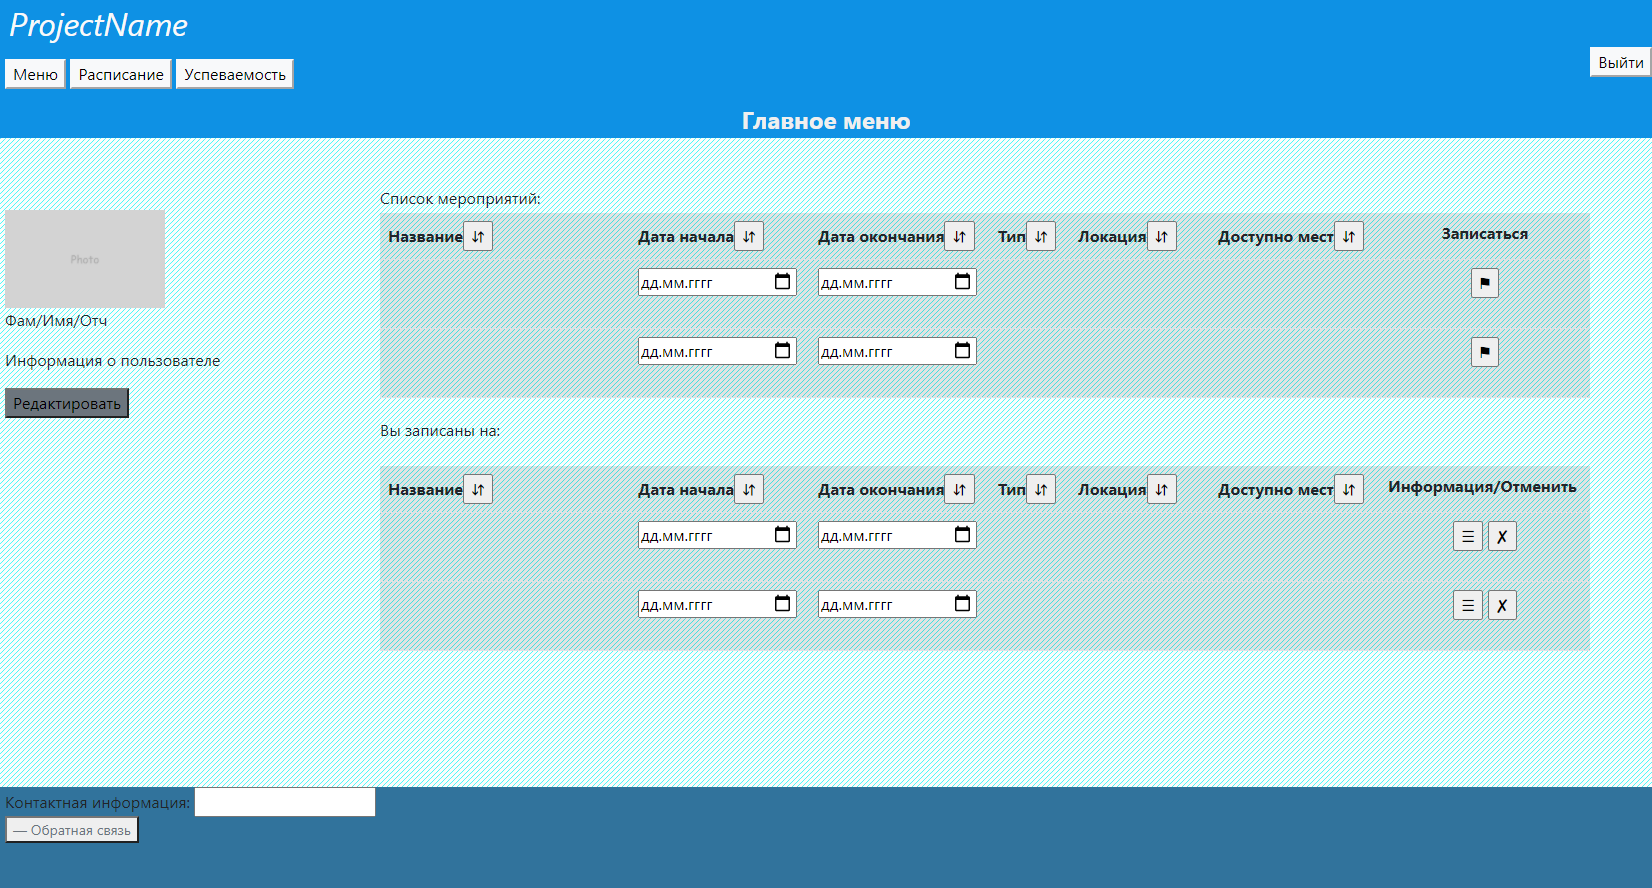 ProjectName
Меню Расписание Успеваемость
Выйти
Главное меню
Photo
Фам/Имя/Отч
Информация о пользователе
Редактировать
Список мероприятий:
Название⇵ Дата начала⇵ Дата окончания⇵ Тип⇵ Локация⇵ Доступно мест⇵ Записаться
дд.мм.гггг дд.мм.гггг ⚑
дд.мм.гггг дд.мм.гггг ⚑
Вы записаны на:
Название⇵ Дата начала⇵ Дата окончания⇵ Тип⇵ Локация⇵ Доступно мест⇵ Информация/Отменить
дд.мм.гггг дд.мм.гггг ☰ ✗
дд.мм.гггг дд.мм.гггг ☰ ✗
Контактная информация:
— Обратная связь